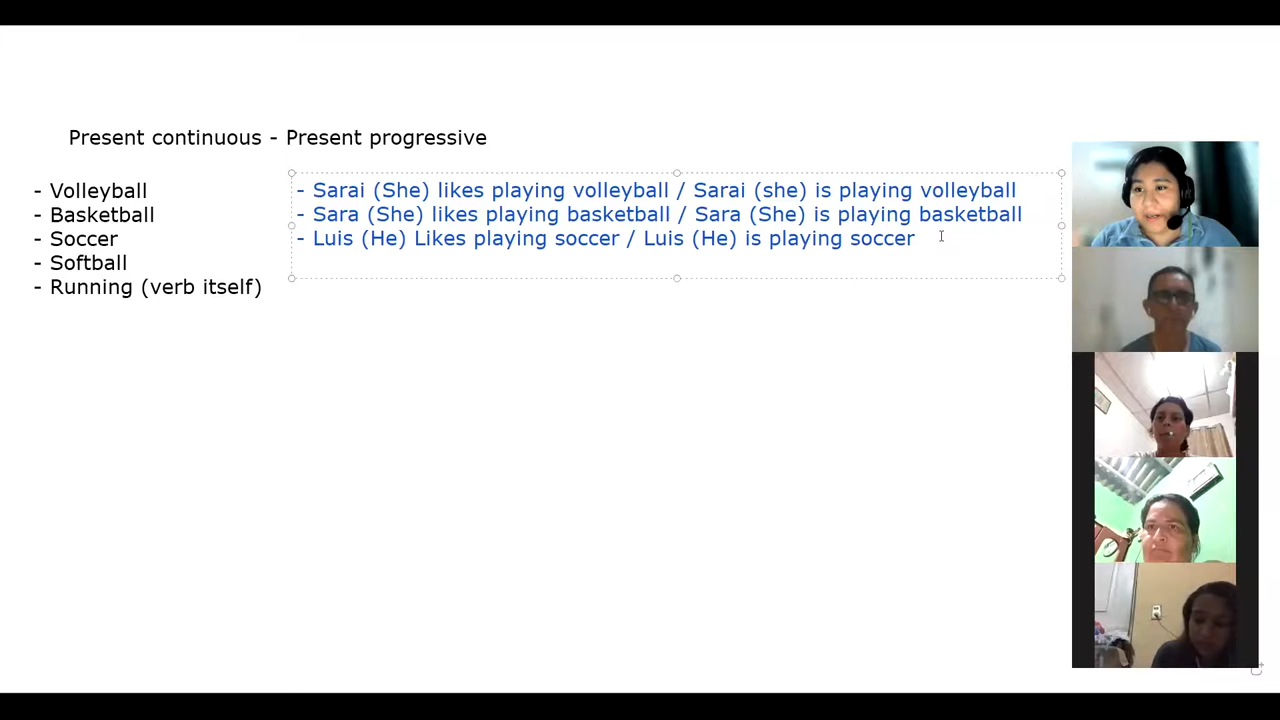 Present continuous - Present progressive
- Volleyball
- Basketball
- Soccer
- Softball
- Running (verb itself)
- Sarai (She) likes playing volleyball / Sarai (she) is playing volleyball
- Sara (She) likes playing basketball / Sara (She) is playing basketball
- Luis (He) Likes playing soccer / Luis (He) is playing soccer